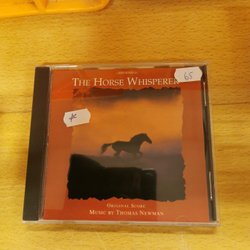 THE HORSE WHISPERER
65
ORIGINAL SCORE
MUSIC BY THOMAS NEWMAN